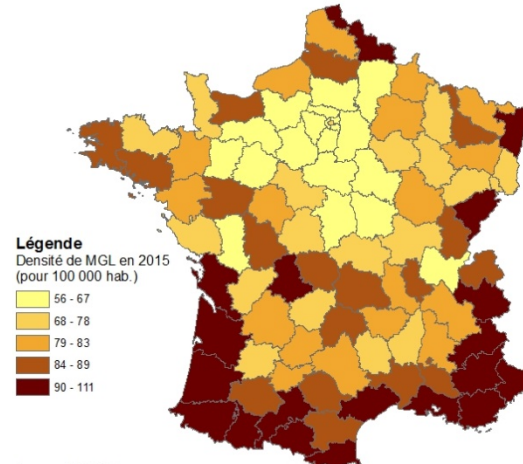 Légende
Densité de MGL en 2015
(pour 100 000 hab.)
56 - 67
68 - 78
79 - 83
84 - 89
90 - 111